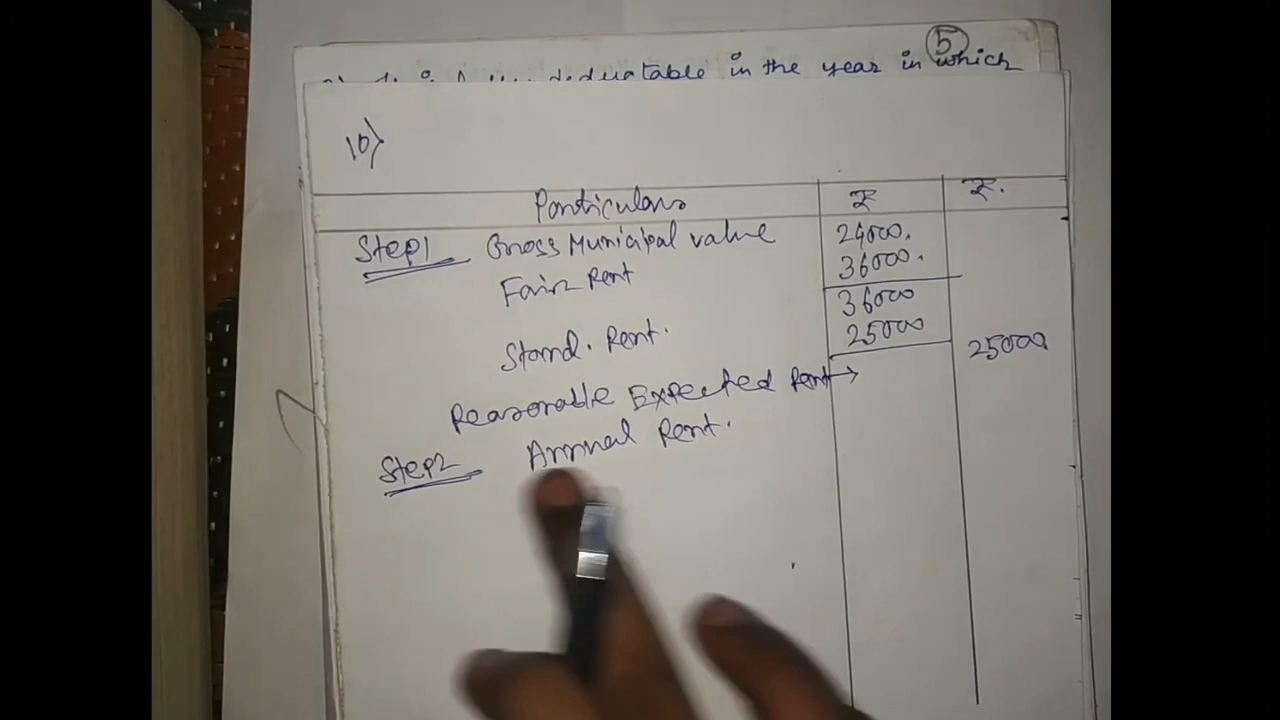 5
deductable in the year in which
10)
Particulars ₹ ₹.
Step1 Gross Municipal value 24000.
Fair Rent 36000.
36000
Stand. Rent. 25000 25000
Reasonable Expected Rent →
Step2 Annual Rent.